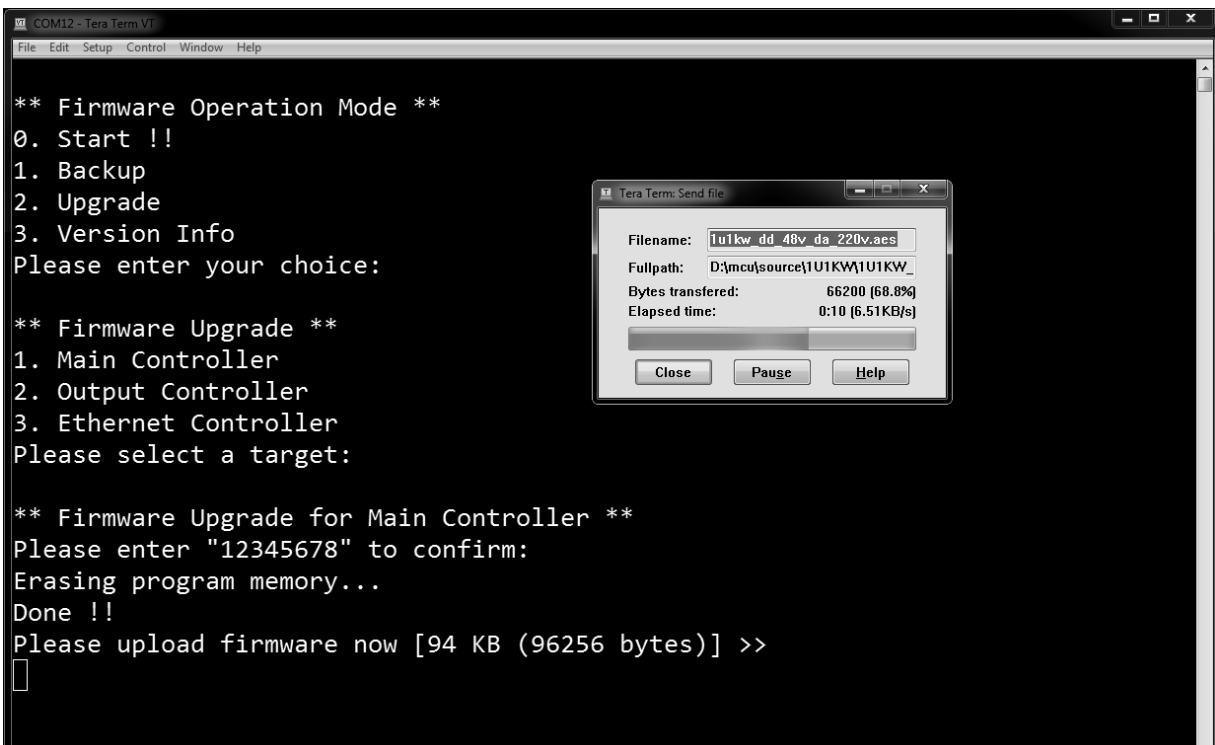 COM12 - Tera Term VT
File Edit Setup Control Window Help
** Firmware Operation Mode **
0. Start !!
1. Backup
2. Upgrade
3. Version Info
Please enter your choice:
** Firmware Upgrade **
1. Main Controller
2. Output Controller
3. Ethernet Controller
Please select a target:
** Firmware Upgrade for Main Controller **
Please enter "12345678" to confirm:
Erasing program memory...
Done !!
Please upload firmware now [94 KB (96256 bytes)] >>
Tera Term: Send file
Filename: 1u1kw_dd_48v_da_220v.aes
Fullpath: D:\mcu\source\1U1KW\1U1KW_
Bytes transfered: 66200 (68.8%)
Elapsed time: 0:10 (6.51KB/s)
Close Pause Help